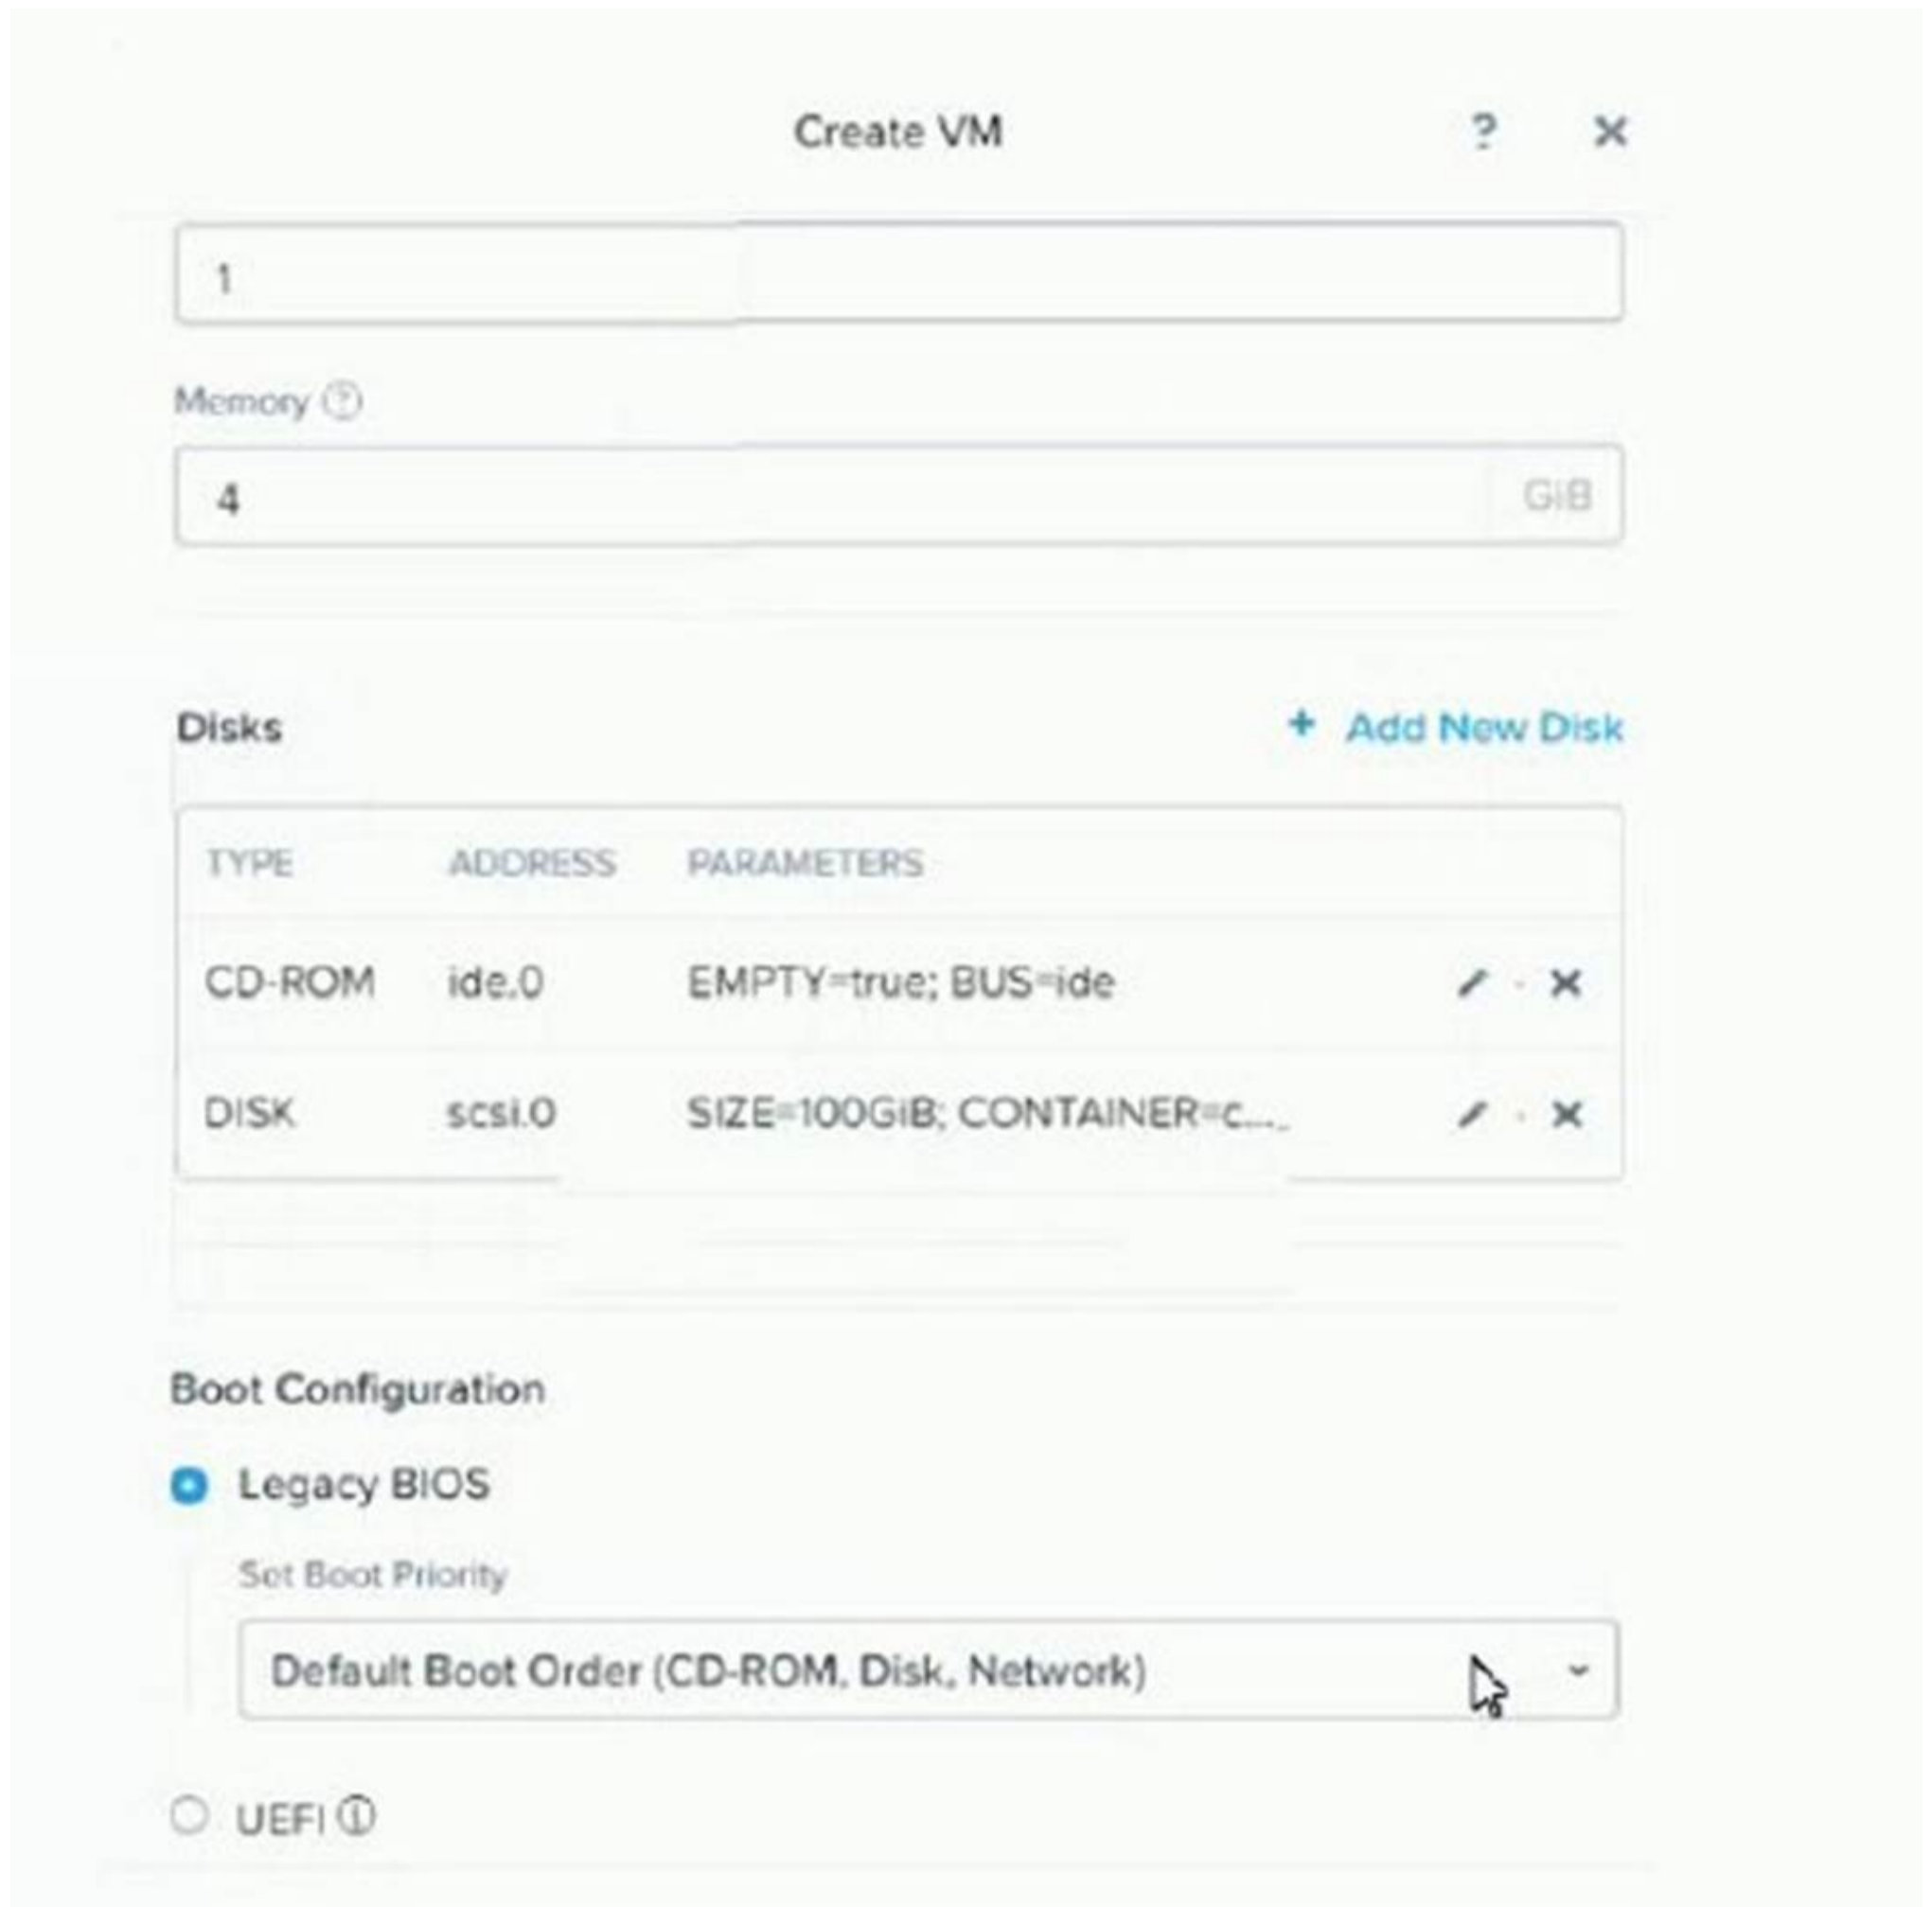 Create VM ? ×
1
Memory ?
4 GiB
Disks + Add New Disk
TYPE ADDRESS PARAMETERS
CD-ROM ide.0 EMPTY=true; BUS=ide
DISK scsi.0 SIZE=100GiB; CONTAINER=c...
Boot Configuration
Legacy BIOS
Set Boot Priority
Default Boot Order (CD-ROM, Disk, Network)
UEFI